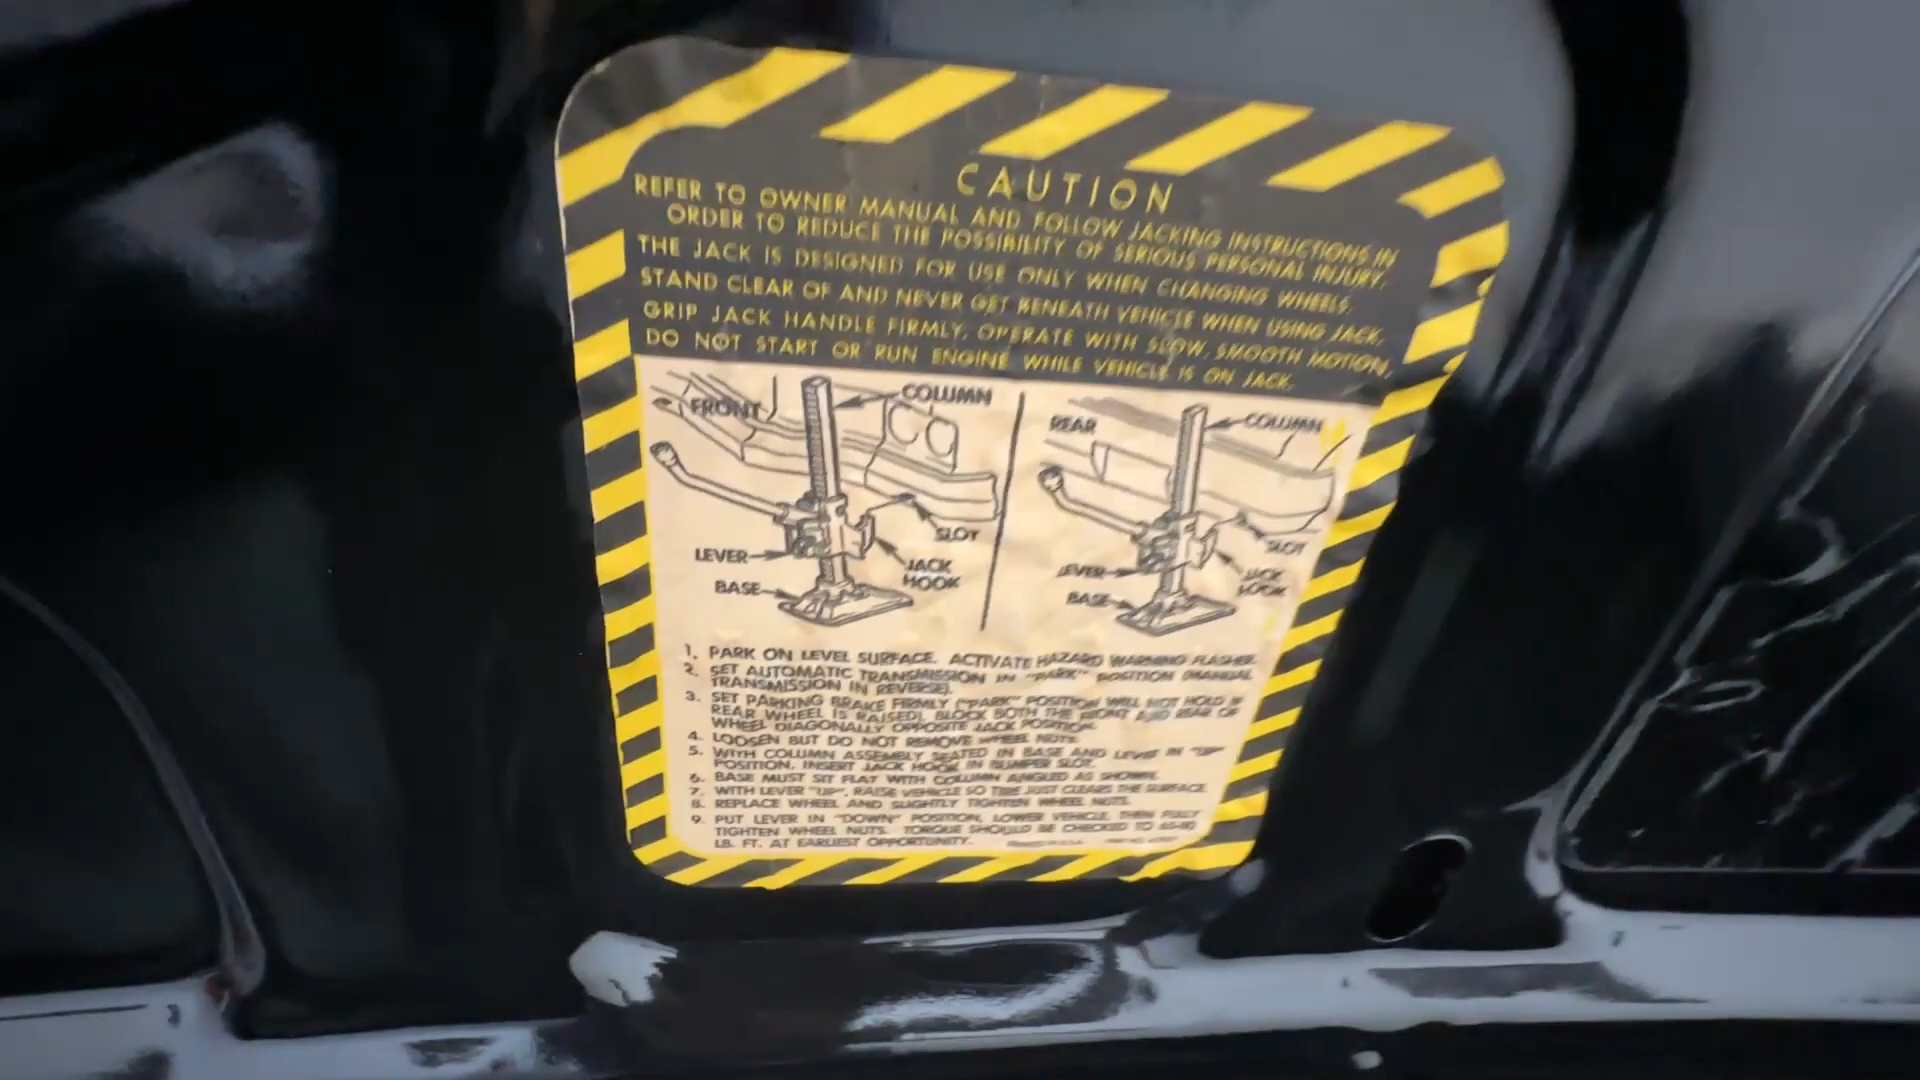 CAUTION
REFER TO OWNER MANUAL AND FOLLOW JACKING INSTRUCTIONS IN
ORDER TO REDUCE THE POSSIBILITY OF SERIOUS PERSONAL INJURY.
THE JACK IS DESIGNED FOR USE ONLY WHEN CHANGING WHEELS.
STAND CLEAR OF AND NEVER GET BENEATH VEHICLE WHEN USING JACK.
GRIP JACK HANDLE FIRMLY, OPERATE WITH SLOW, SMOOTH MOTION.
DO NOT START OR RUN ENGINE WHILE VEHICLE IS ON JACK.
FRONT
COLUMN
SLOT
LEVER
JACK
HOOK
BASE
REAR
COLUMN
SLOT
LEVER
JACK
HOOK
BASE
1. PARK ON LEVEL SURFACE. ACTIVATE HAZARD WARNING FLASHER.
2. SET AUTOMATIC TRANSMISSION IN "PARK" POSITION (MANUAL
TRANSMISSION IN REVERSE).
3. SET PARKING BRAKE FIRMLY ("PARK" POSITION WILL NOT HOLD IF
REAR WHEEL IS RAISED). BLOCK BOTH THE FRONT AND REAR OF
WHEEL DIAGONALLY OPPOSITE JACK POSITION.
4. LOOSEN BUT DO NOT REMOVE WHEEL NUTS.
5. WITH COLUMN ASSEMBLY SEATED IN BASE AND LEVER IN "UP"
POSITION, INSERT JACK HOOK IN BUMPER SLOT.
6. BASE MUST SIT FLAT WITH COLUMN ANGLED AS SHOWN.
7. WITH LEVER "UP", RAISE VEHICLE SO TIRE JUST CLEARS THE SURFACE.
8. REPLACE WHEEL AND SLIGHTLY TIGHTEN WHEEL NUTS.
9. PUT LEVER IN "DOWN" POSITION, LOWER VEHICLE, THEN FULLY
TIGHTEN WHEEL NUTS. TORQUE SHOULD BE CHECKED TO
LB. FT. AT EARLIEST OPPORTUNITY.